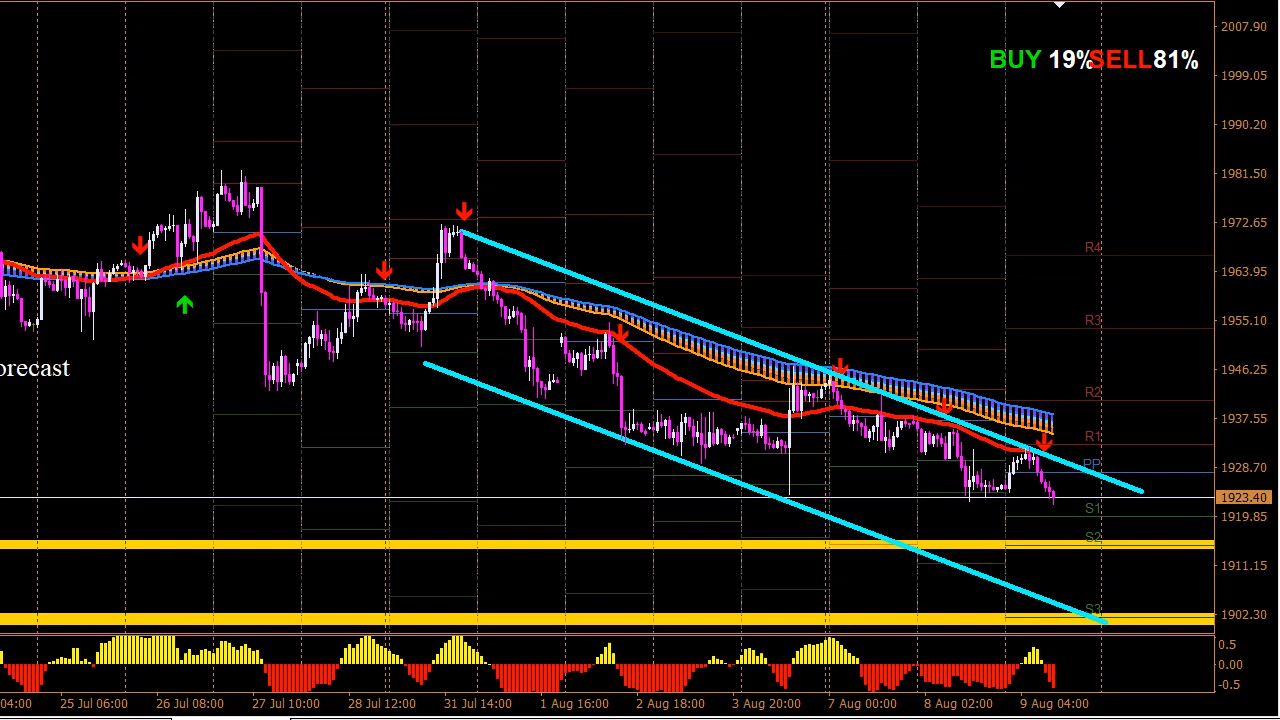 2007.90
BUY 19% SELL 81%
1999.05
1990.20
1981.50
1972.65
R4
1963.95
R3
1955.10
orecast
1946.25
R2
1937.55
R1
PP
1928.70
1923.40
S1
1919.85
S2
1911.15
S3
1902.30
0.5
0.00
-0.5
04:00 25 Jul 06:00 26 Jul 08:00 27 Jul 10:00 28 Jul 12:00 31 Jul 14:00 1 Aug 16:00 2 Aug 18:00 3 Aug 20:00 7 Aug 00:00 8 Aug 02:00 9 Aug 04:00